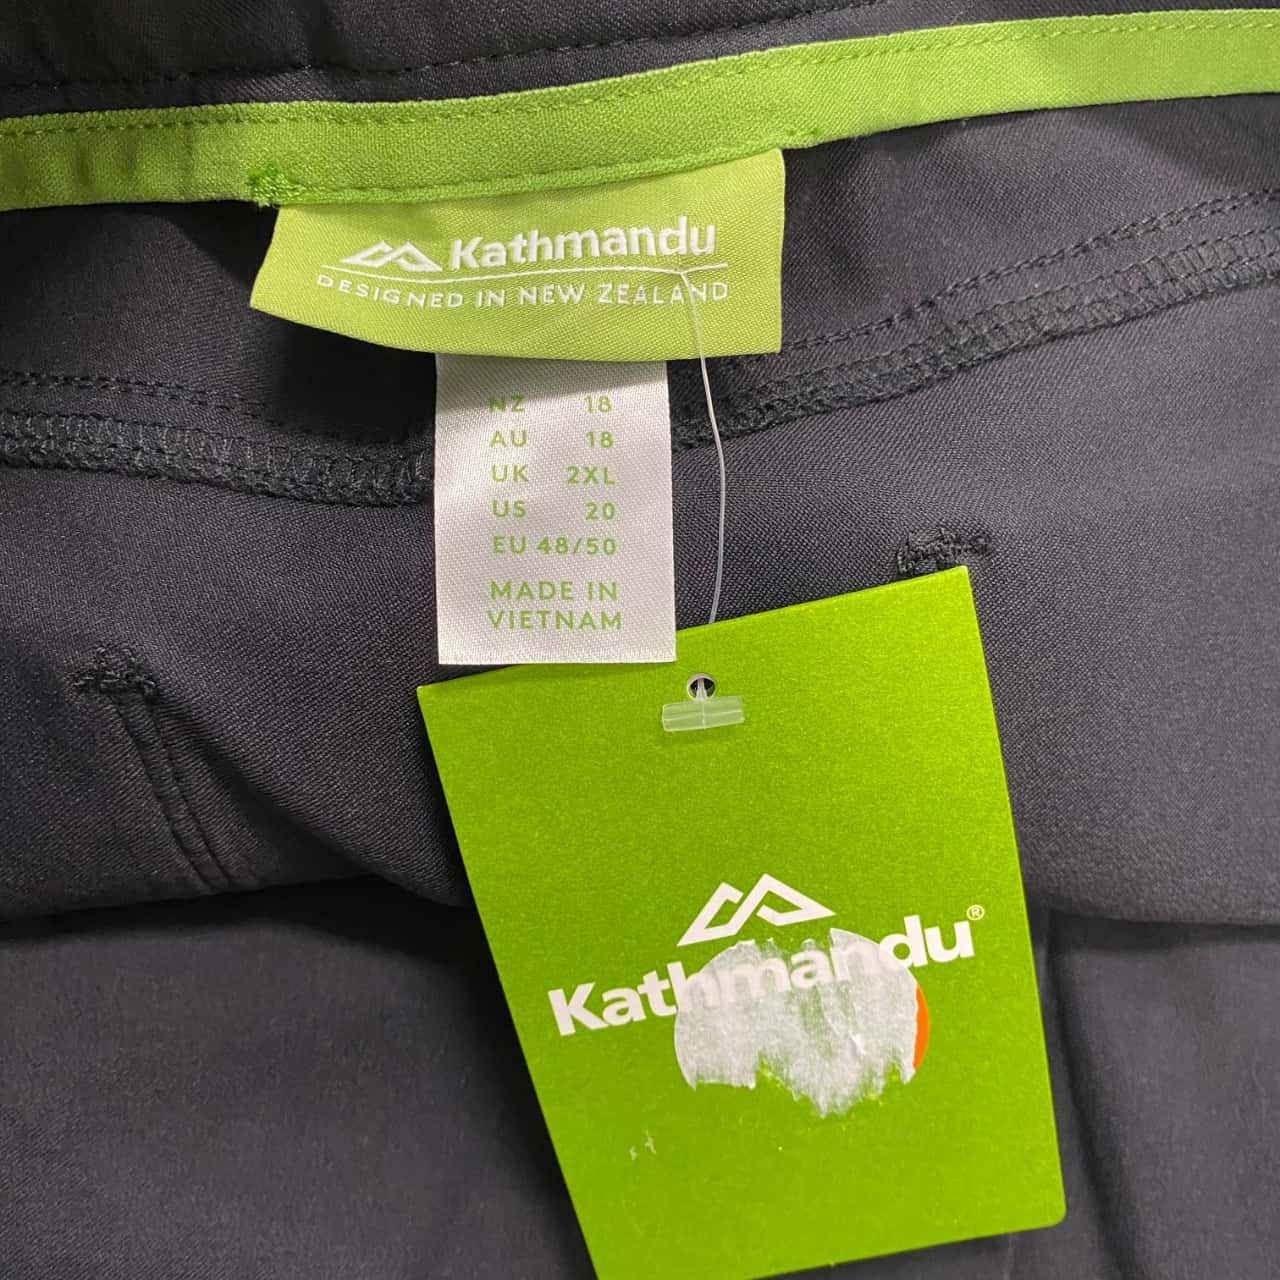 Kathmandu
DESIGNED IN NEW ZEALAND
NZ 18
AU 18
UK 2XL
US 20
EU 48/50
MADE IN
VIETNAM
Kathmandu®